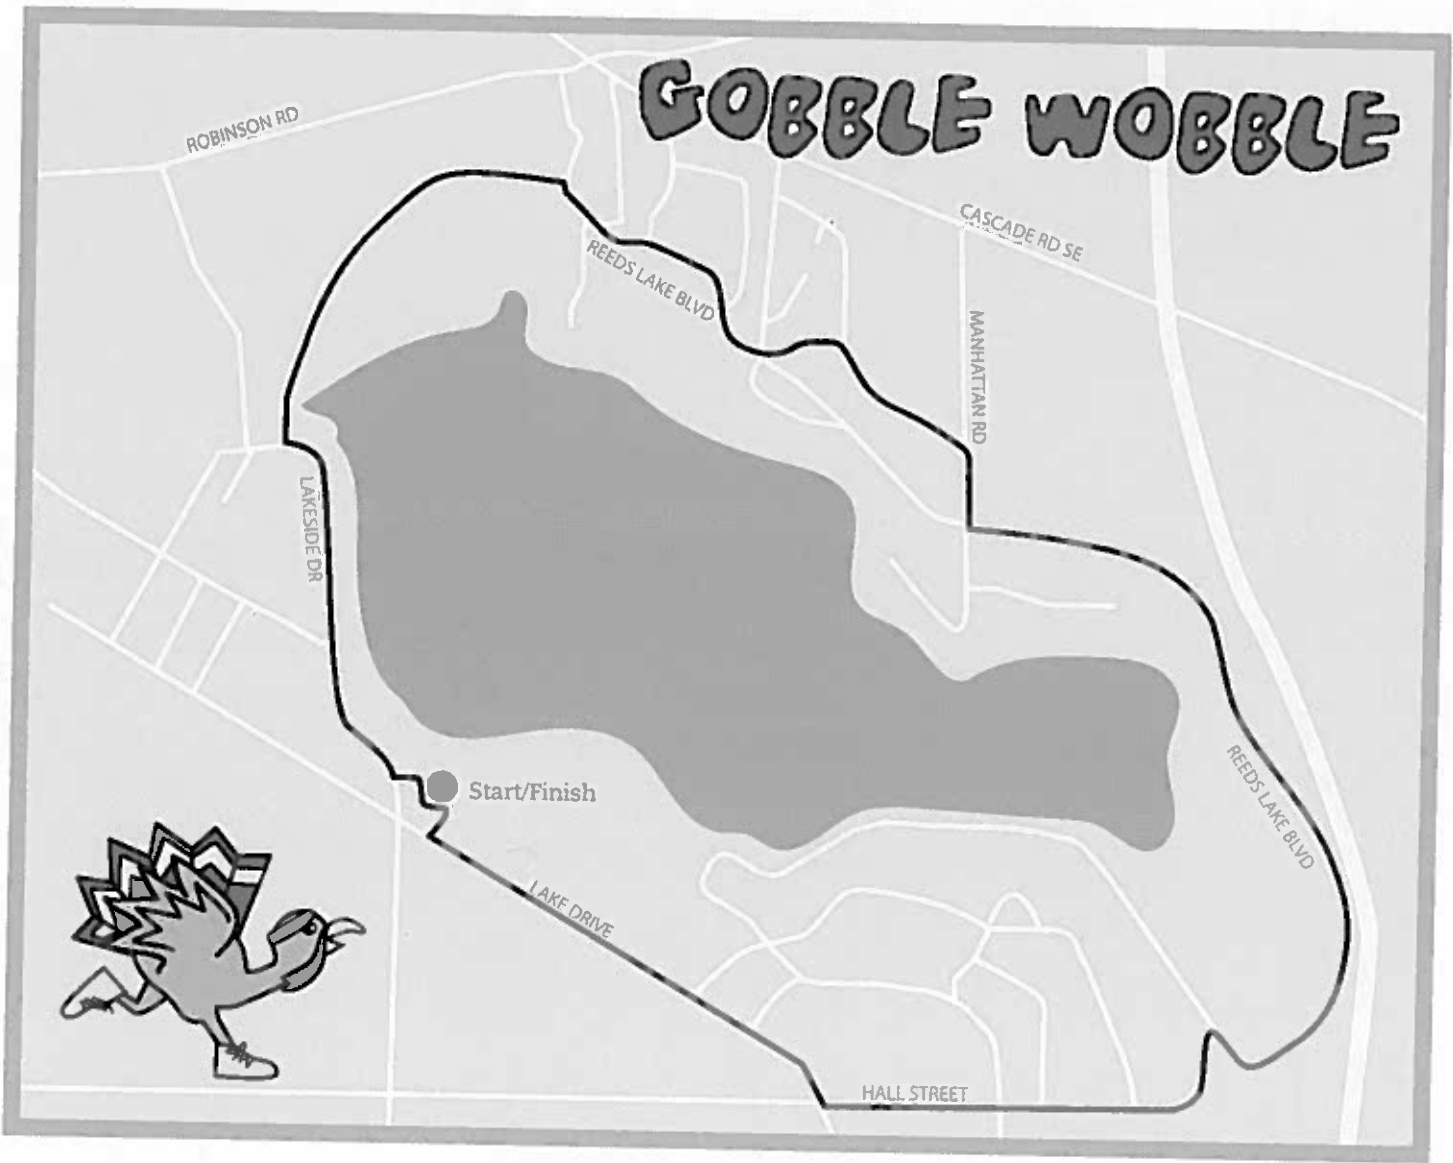 GOBBLE WOBBLE
ROBINSON RD
CASCADE RD SE
REEDS LAKE BLVD
MANHATTAN RD
LAKESIDE DR
REEDS LAKE BLVD
Start/Finish
LAKE DRIVE
HALL STREET